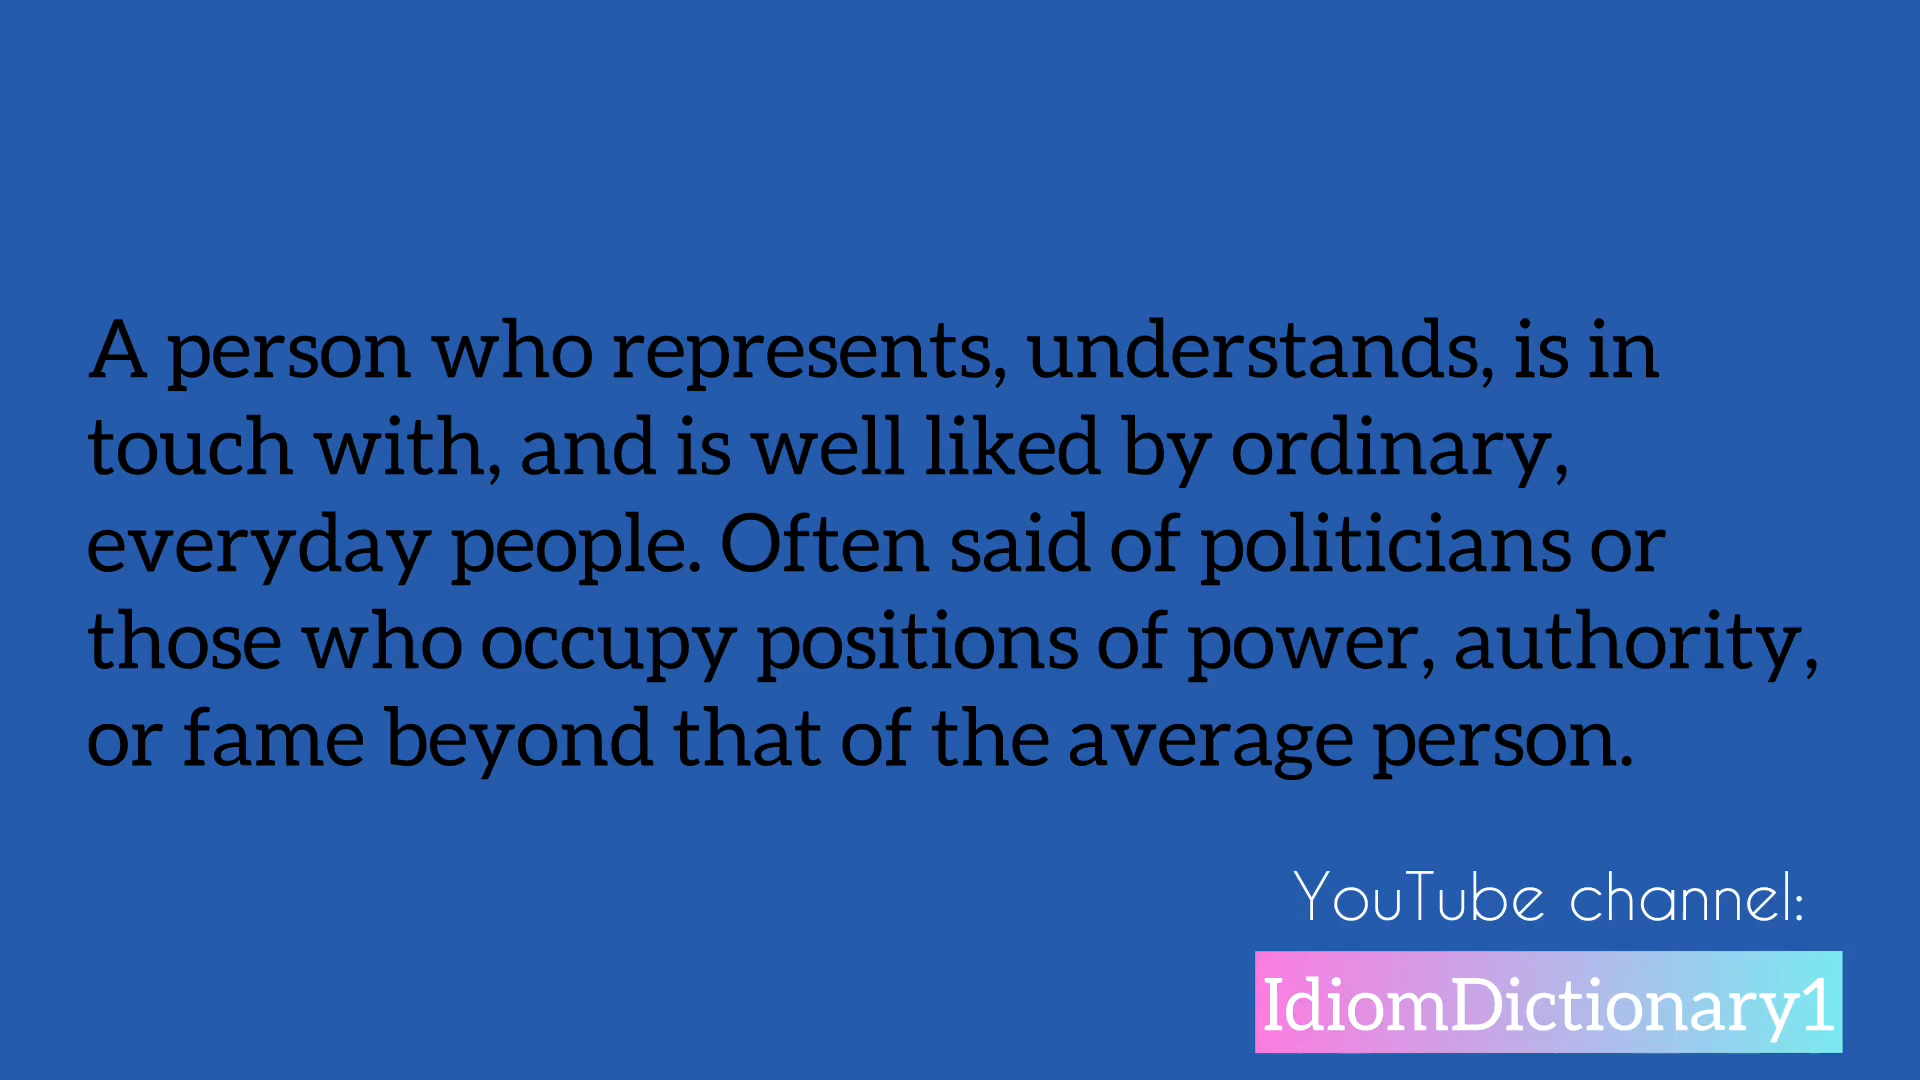 A person who represents, understands, is in
touch with, and is well liked by ordinary,
everyday people. Often said of politicians or
those who occupy positions of power, authority,
or fame beyond that of the average person.
YouTube channel:
IdiomDictionary1